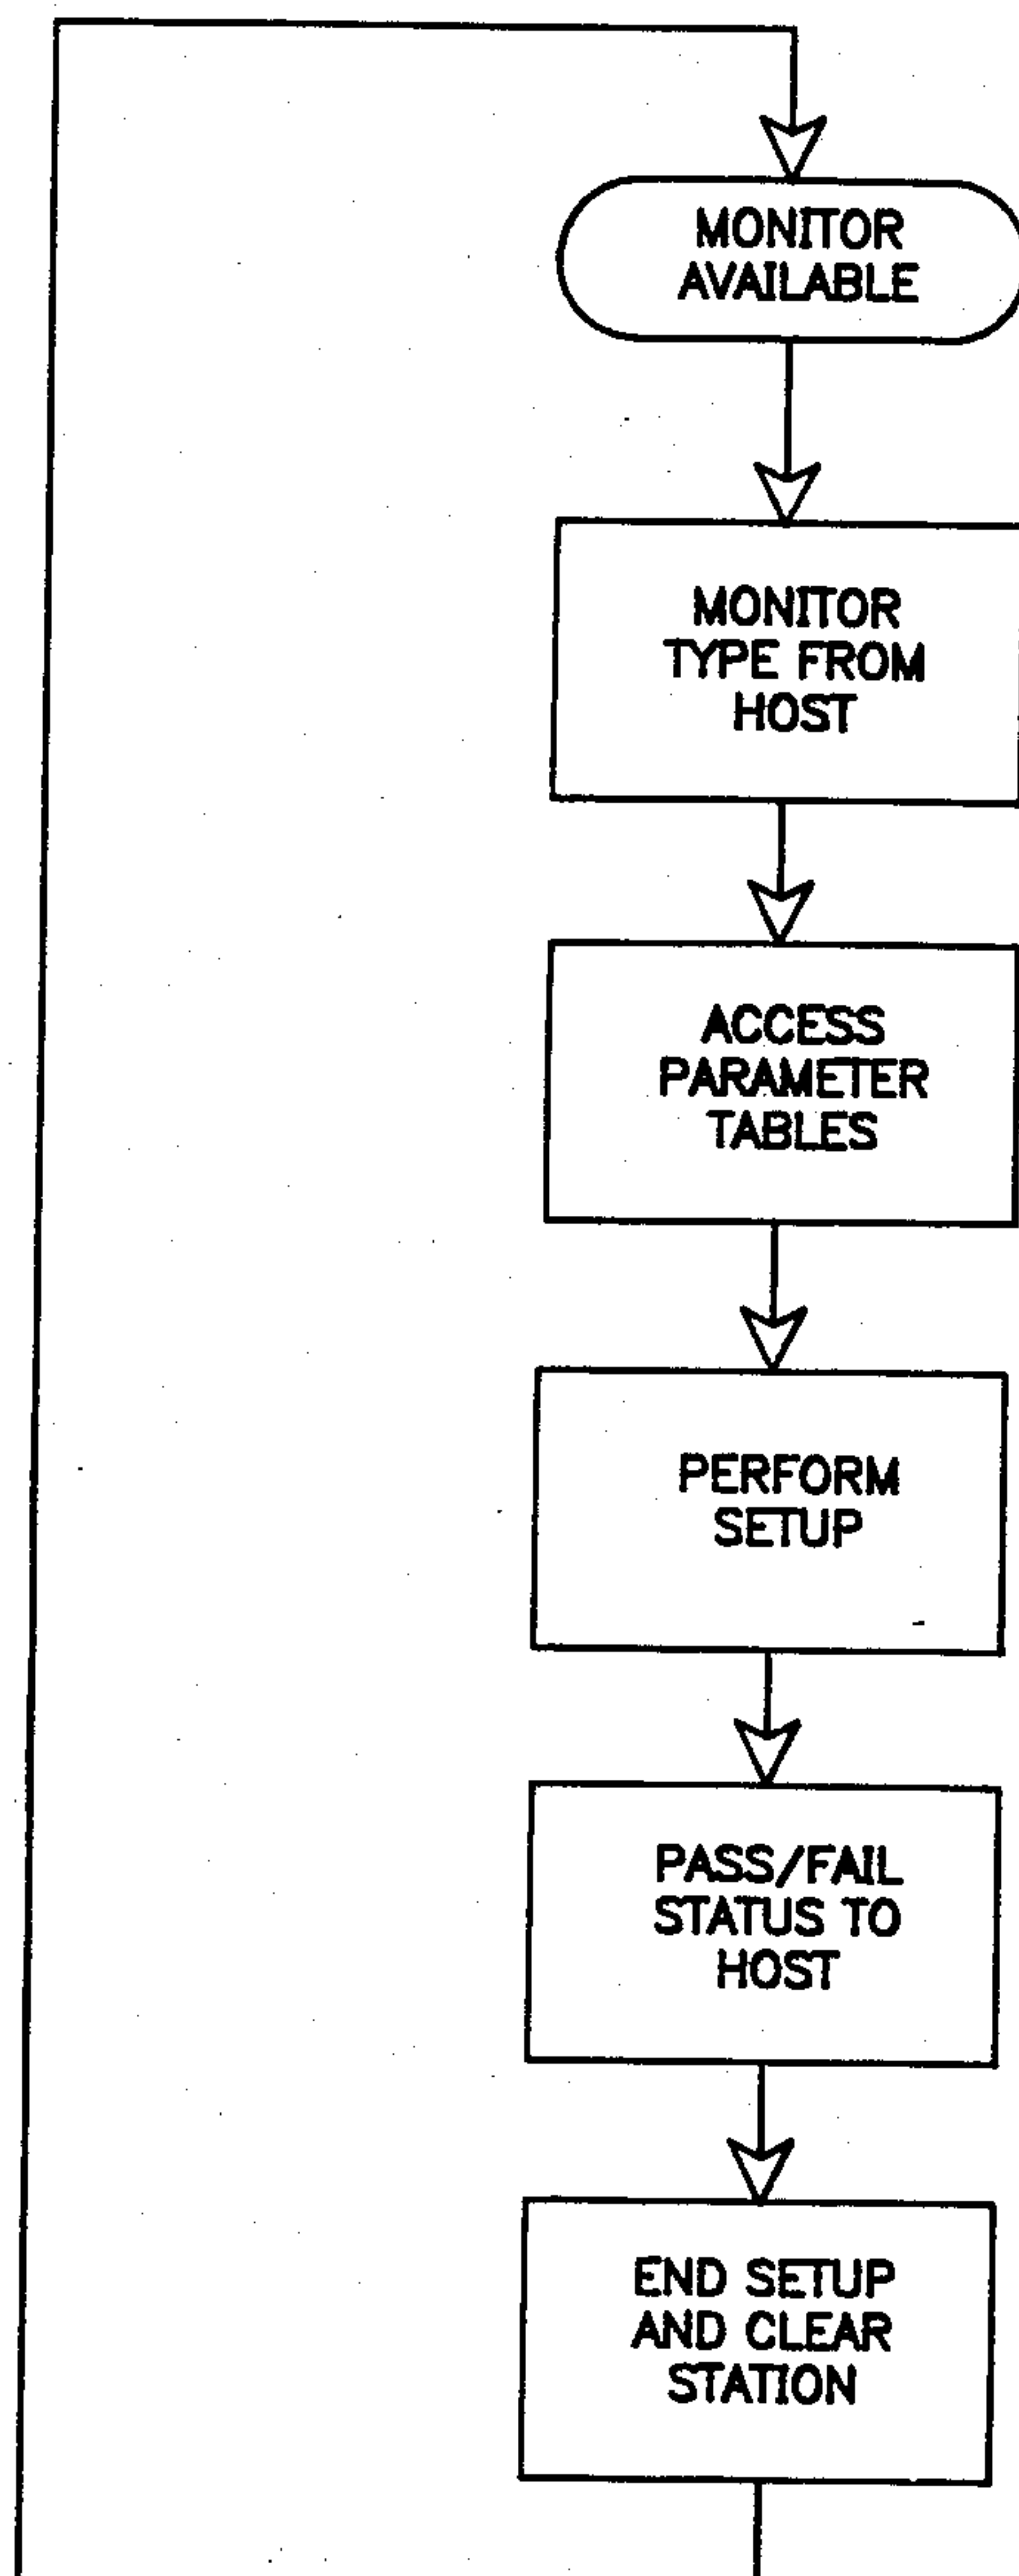 MONITOR
AVAILABLE
MONITOR
TYPE FROM
HOST
ACCESS
PARAMETER
TABLES
PERFORM
SETUP
PASS/FAIL
STATUS TO
HOST
END SETUP
AND CLEAR
STATION